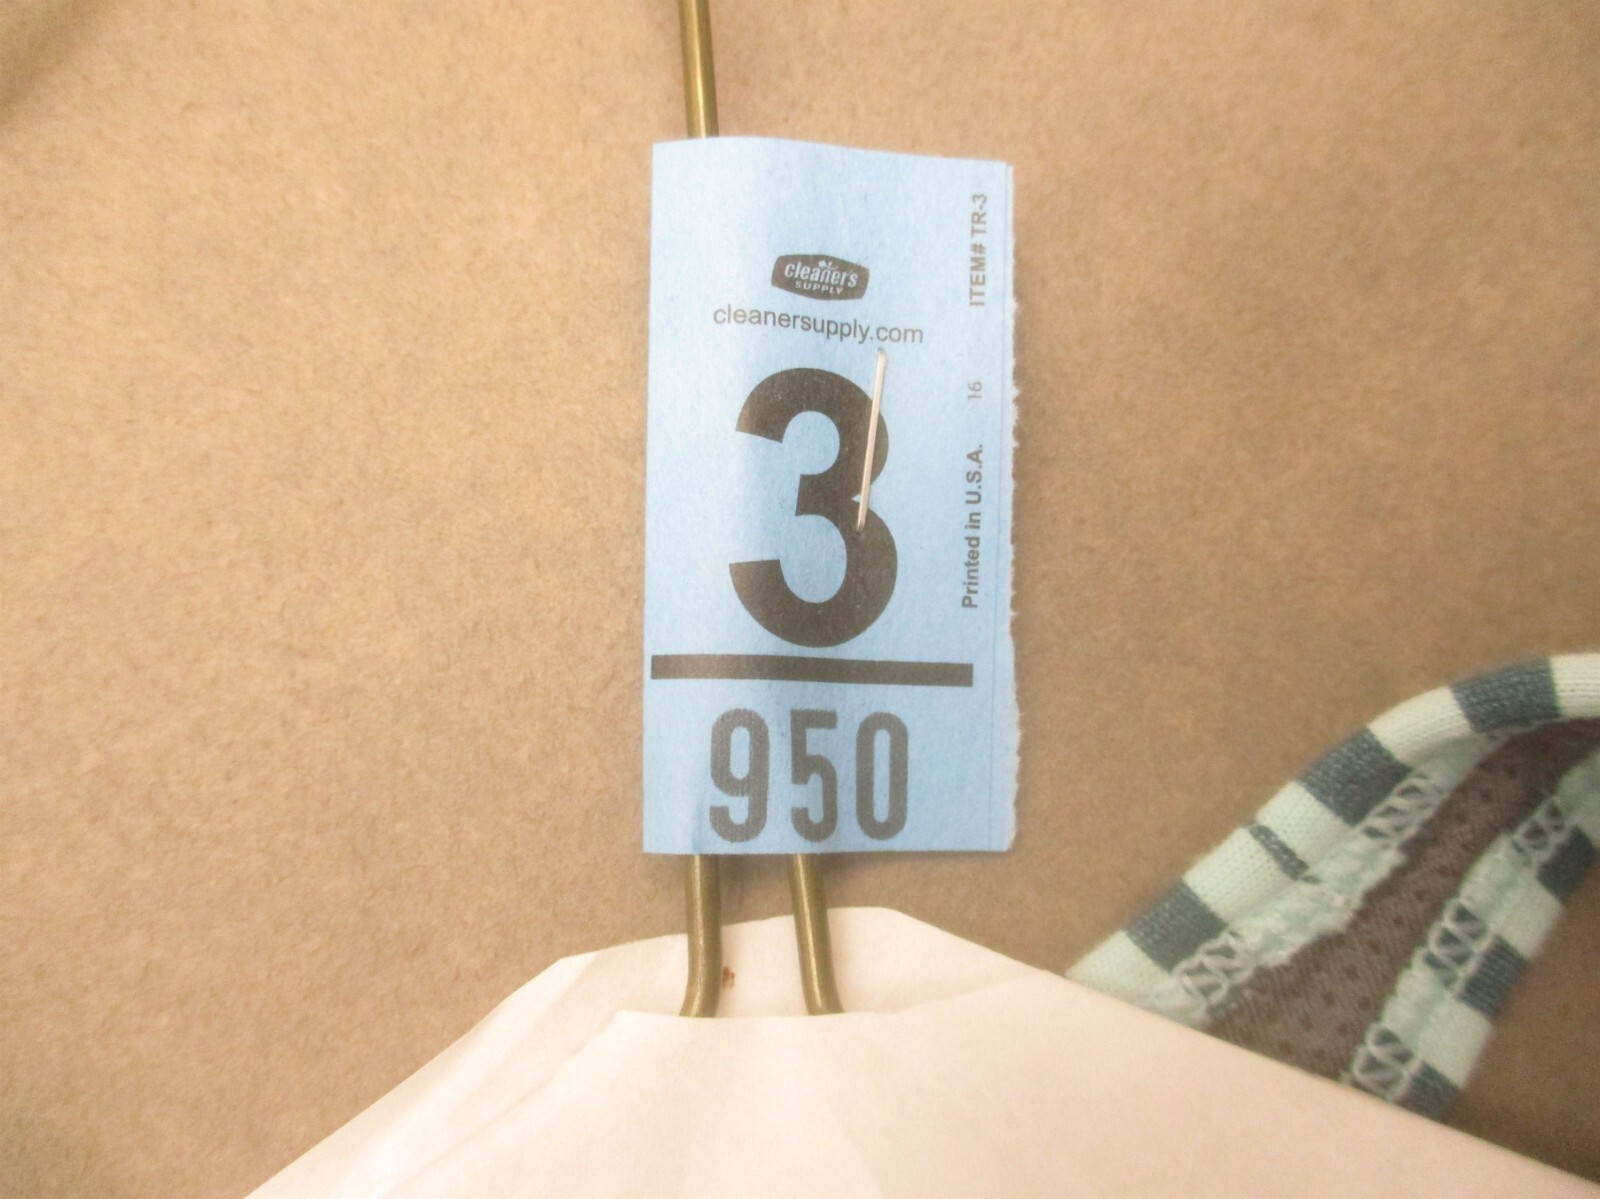 cleaners
SUPPLY
cleanersupply.com
3
950
ITEM# TR-3
16
Printed in U.S.A.